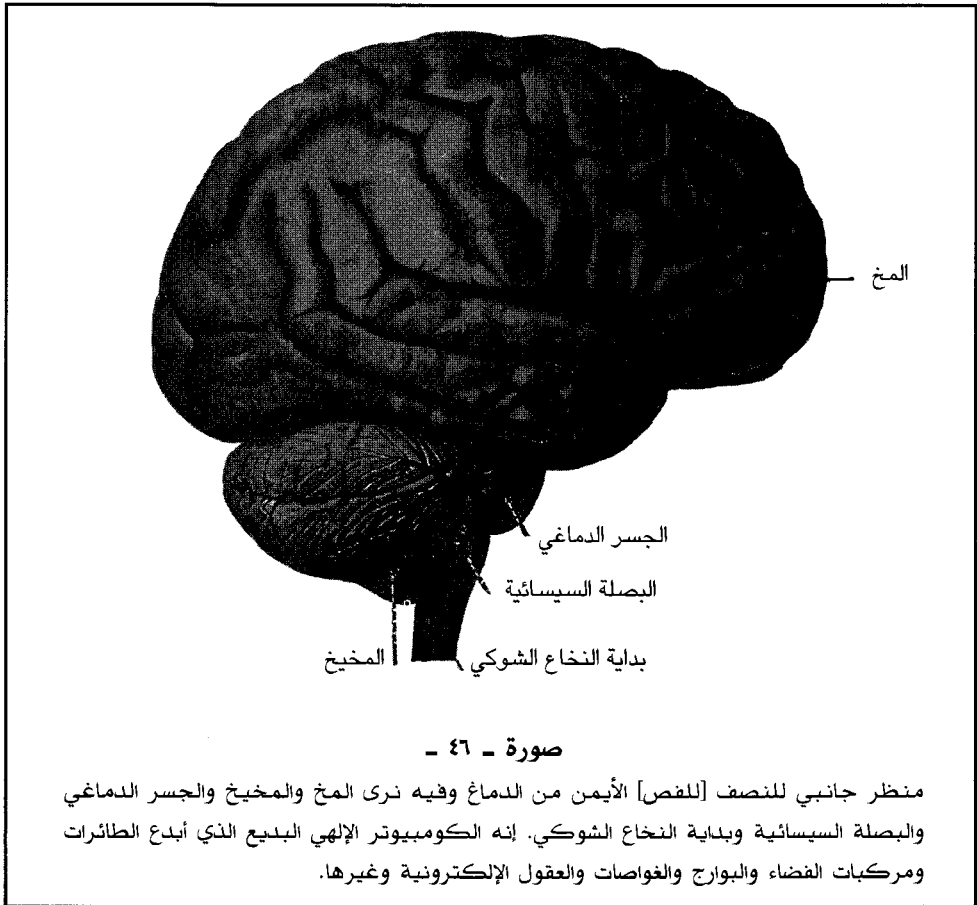 المخ
الجسر الدماغي
البصلة السيسائية
بداية النخاع الشوكي
المخيخ
صورة ـ ٤٦ ـ
منظر جانبي للنصف [للفص] الأيمن من الدماغ وفيه نرى المخ والمخيخ والجسر الدماغي
والبصلة السيسائية وبداية النخاع الشوكي. إنه الكومبيوتر الإلهي البديع الذي أبدع الطائرات
ومركبات الفضاء والبوارج والغواصات والعقول الإلكترونية وغيرها.